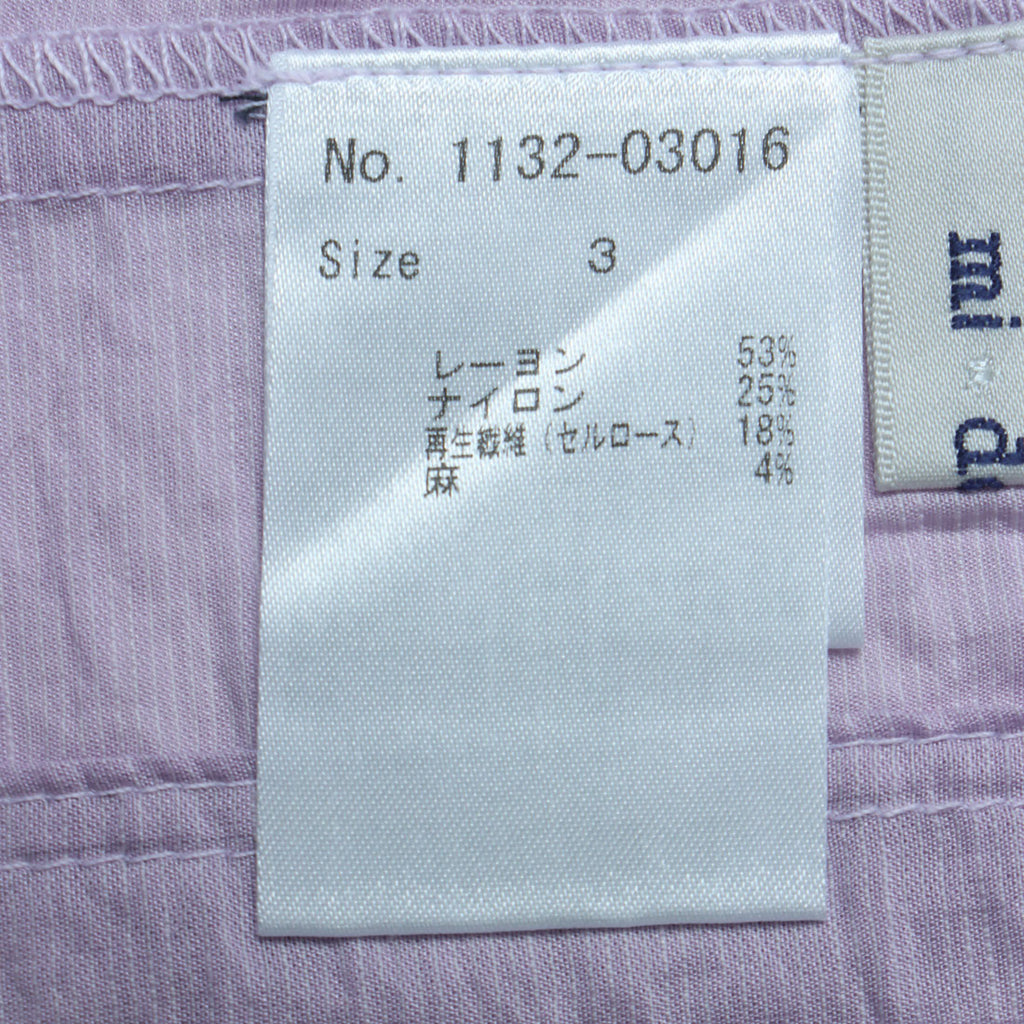 No. 1132-03016
Size 3
レーヨン 53%
ナイロン 25%
再生繊維(セルロース) 18%
麻 4%
mi